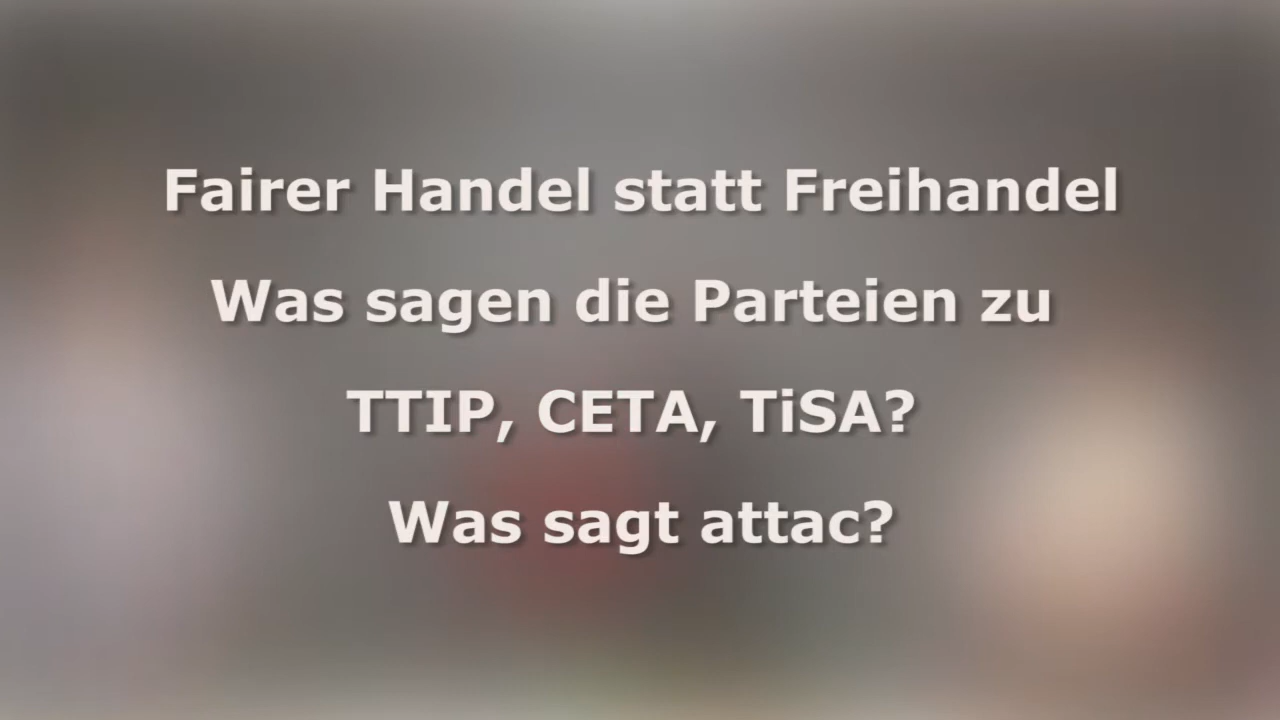 Fairer Handel statt Freihandel
Was sagen die Parteien zu
TTIP, CETA, TiSA?
Was sagt attac?